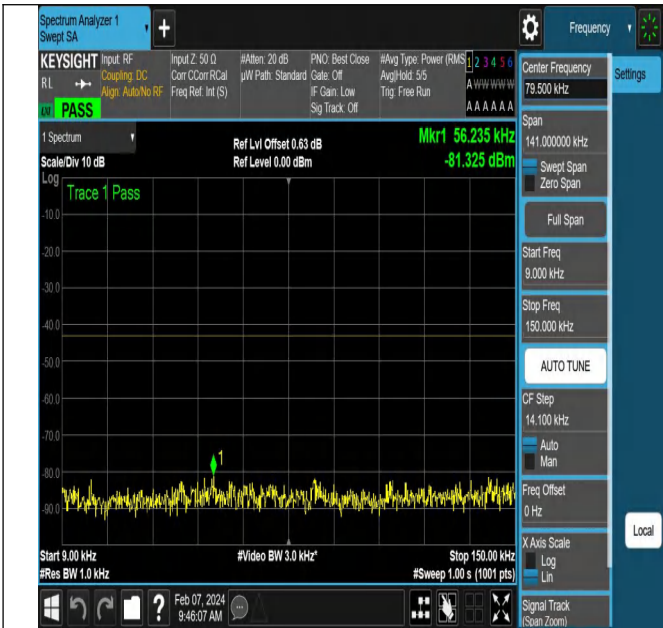 Spectrum Analyzer 1
Swept SA
+
Frequency
KEYSIGHT
RL
PASS
Input: RF
Coupling: DC
Align: Auto/No RF
Input Z: 50 Ω
Corr CCorr RCal
Freq Ref: Int (S)
#Atten: 20 dB
µW Path: Standard
PNO: Best Close
Gate: Off
IF Gain: Low
Sig Track: Off
#Avg Type: Power (RMS
Avg|Hold: 5/5
Trig: Free Run
1 2 3 4 5 6
A W W W W W
A A A A A A
1 Spectrum
Scale/Div 10 dB
Ref Lvl Offset 0.63 dB
Ref Level 0.00 dBm
Mkr1 56.235 kHz
-81.325 dBm
Log
Trace 1 Pass
-10.0
-20.0
-30.0
-40.0
-50.0
-60.0
-70.0
-80.0
-90.0
1
Start 9.00 kHz
#Res BW 1.0 kHz
#Video BW 3.0 kHz*
Stop 150.00 kHz
#Sweep 1.00 s (1001 pts)
Center Frequency
79.500 kHz
Settings
Span
141.000000 kHz
Swept Span
Zero Span
Full Span
Start Freq
9.000 kHz
Stop Freq
150.000 kHz
AUTO TUNE
CF Step
14.100 kHz
Auto
Man
Freq Offset
0 Hz
X Axis Scale
Log
Lin
Signal Track
(Span Zoom)
Local
?
Feb 07, 2024
9:46:07 AM